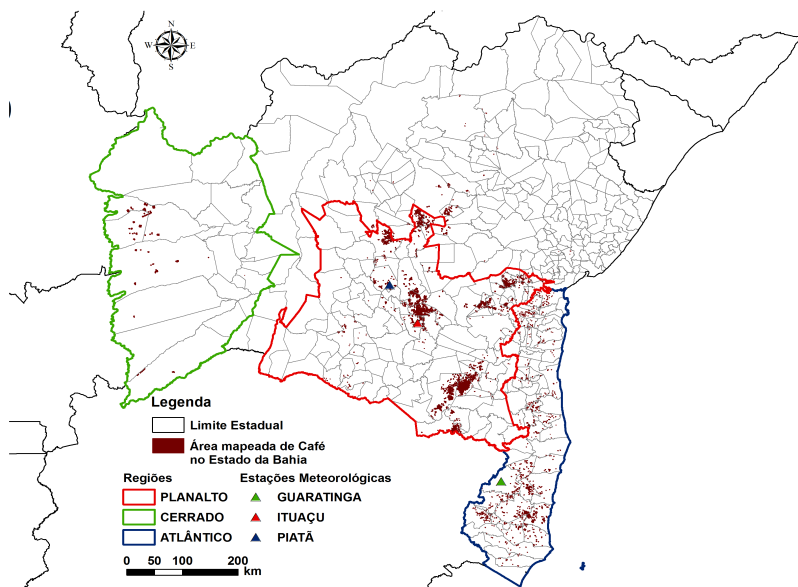 N
W E
S
Legenda
Limite Estadual
Área mapeada de Café
no Estado da Bahia
Regiões Estações Meteorológicas
PLANALTO GUARATINGA
CERRADO ITUAÇU
ATLÂNTICO PIATÃ
0 50 100 200
km